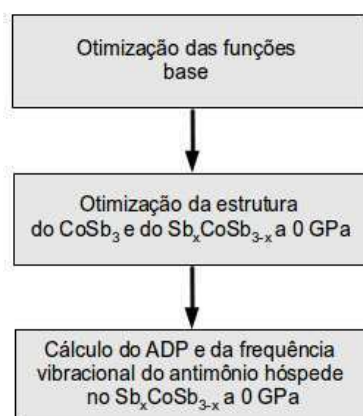 Otimização das funções
base
Otimização da estrutura
do CoSb₃ e do SbₓCoSb₃₋ₓ a 0 GPa
Cálculo do ADP e da frequência
vibracional do antimônio hóspede
no SbₓCoSb₃₋ₓ a 0 GPa